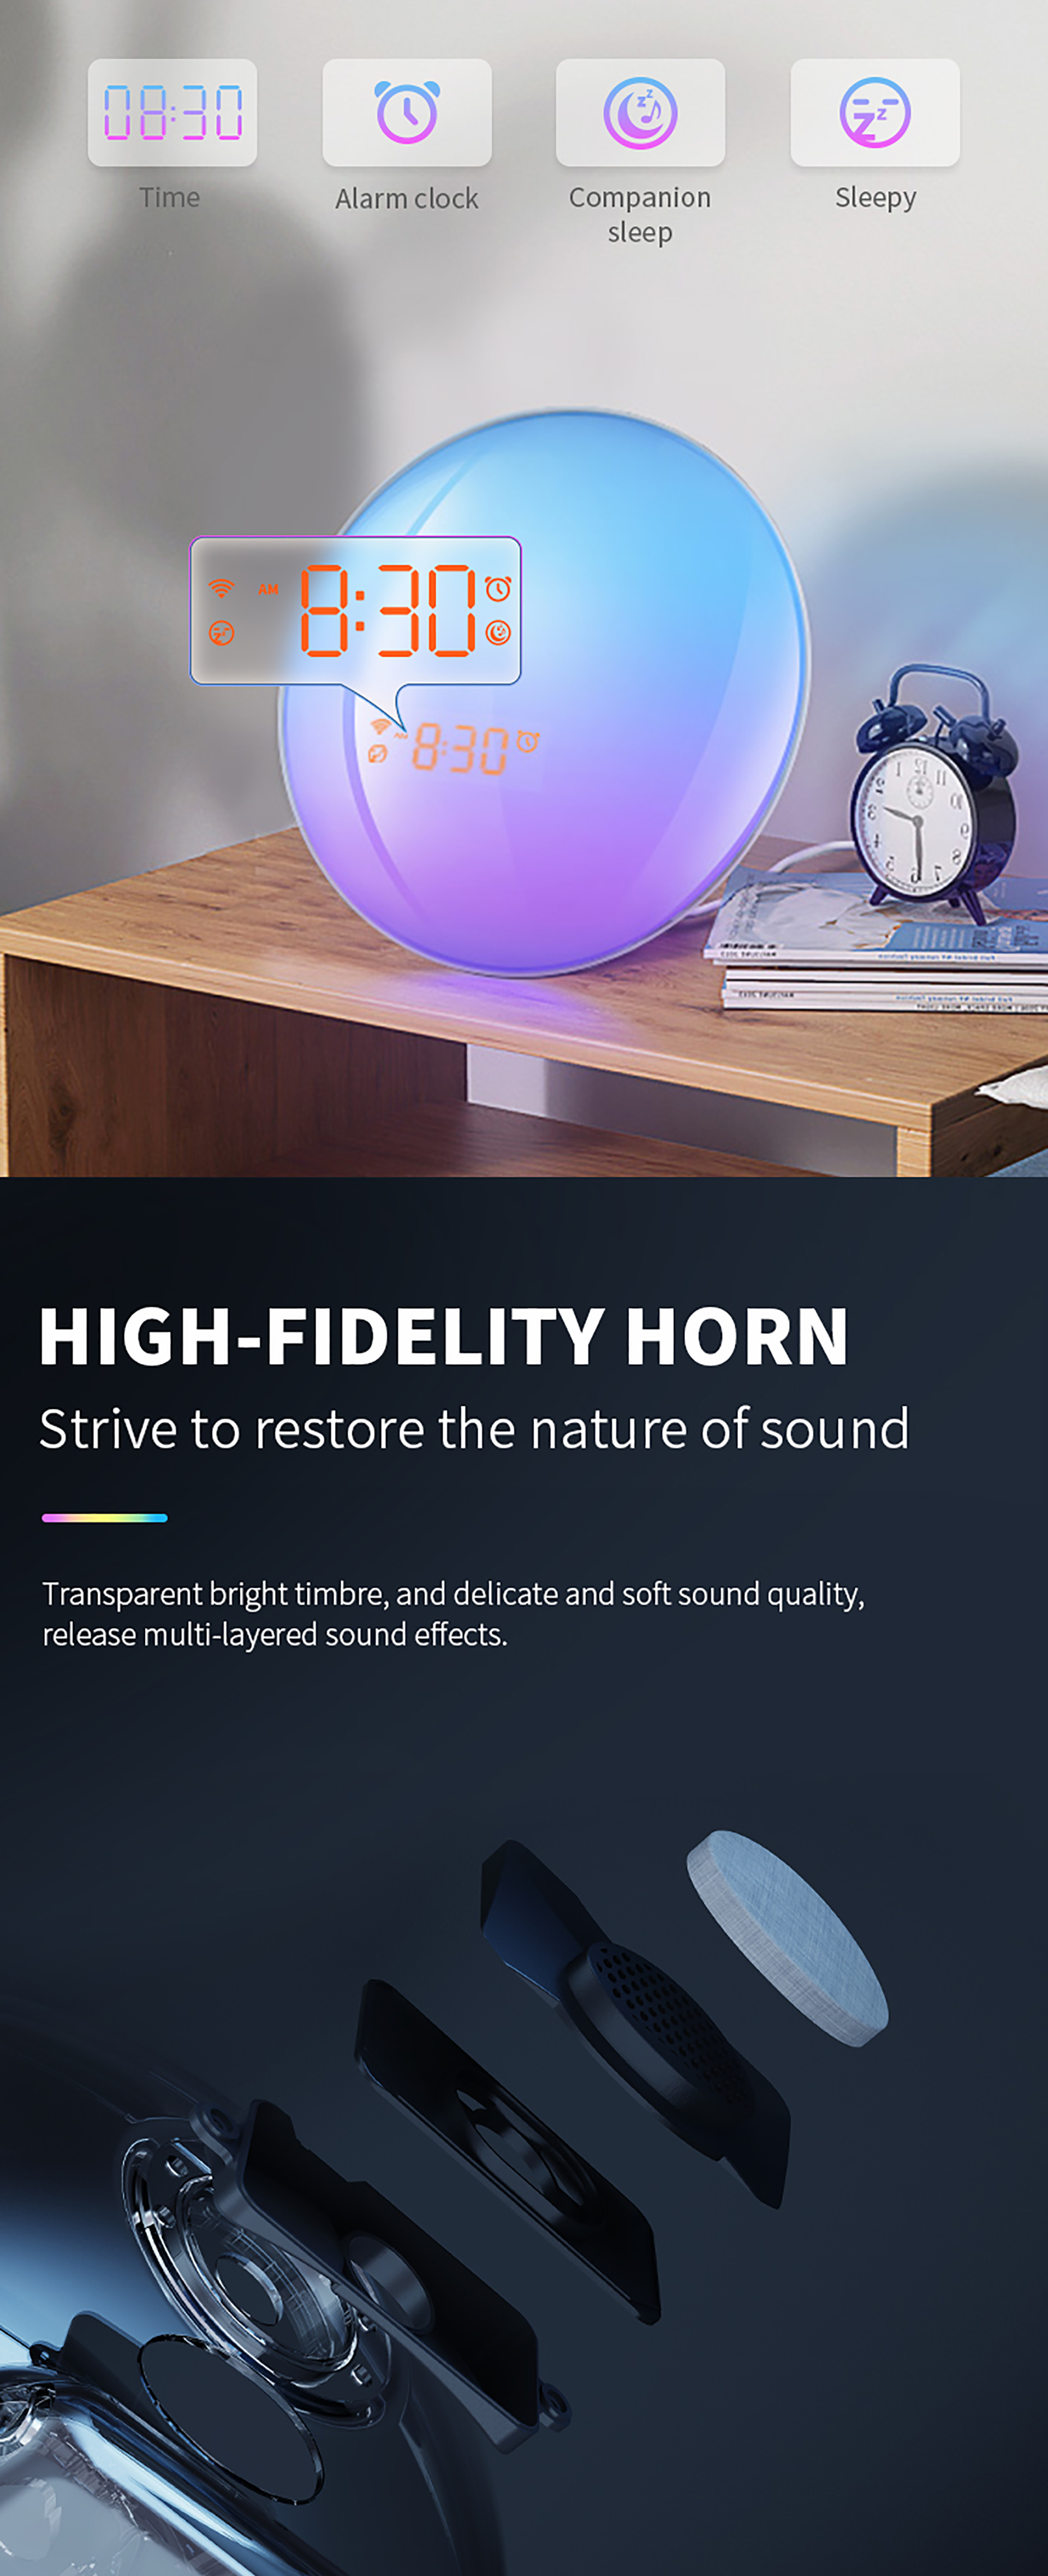 08:30
Time
Alarm clock
Companion
sleep
Sleepy
AM 8:30
8:30
HIGH-FIDELITY HORN
Strive to restore the nature of sound
Transparent bright timbre, and delicate and soft sound quality,
release multi-layered sound effects.